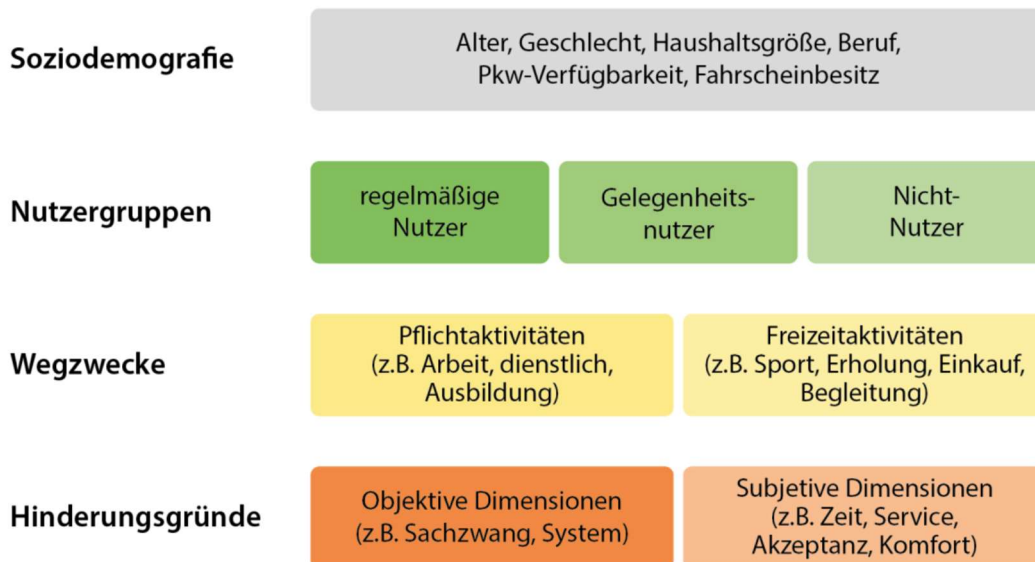 Soziodemografie
Alter, Geschlecht, Haushaltsgröße, Beruf,
Pkw-Verfügbarkeit, Fahrscheinbesitz
Nutzergruppen
regelmäßige
Nutzer
Gelegenheits-
nutzer
Nicht-
Nutzer
Wegzwecke
Pflichtaktivitäten
(z.B. Arbeit, dienstlich,
Ausbildung)
Freizeitaktivitäten
(z.B. Sport, Erholung, Einkauf,
Begleitung)
Hinderungsgründe
Objektive Dimensionen
(z.B. Sachzwang, System)
Subjetive Dimensionen
(z.B. Zeit, Service,
Akzeptanz, Komfort)